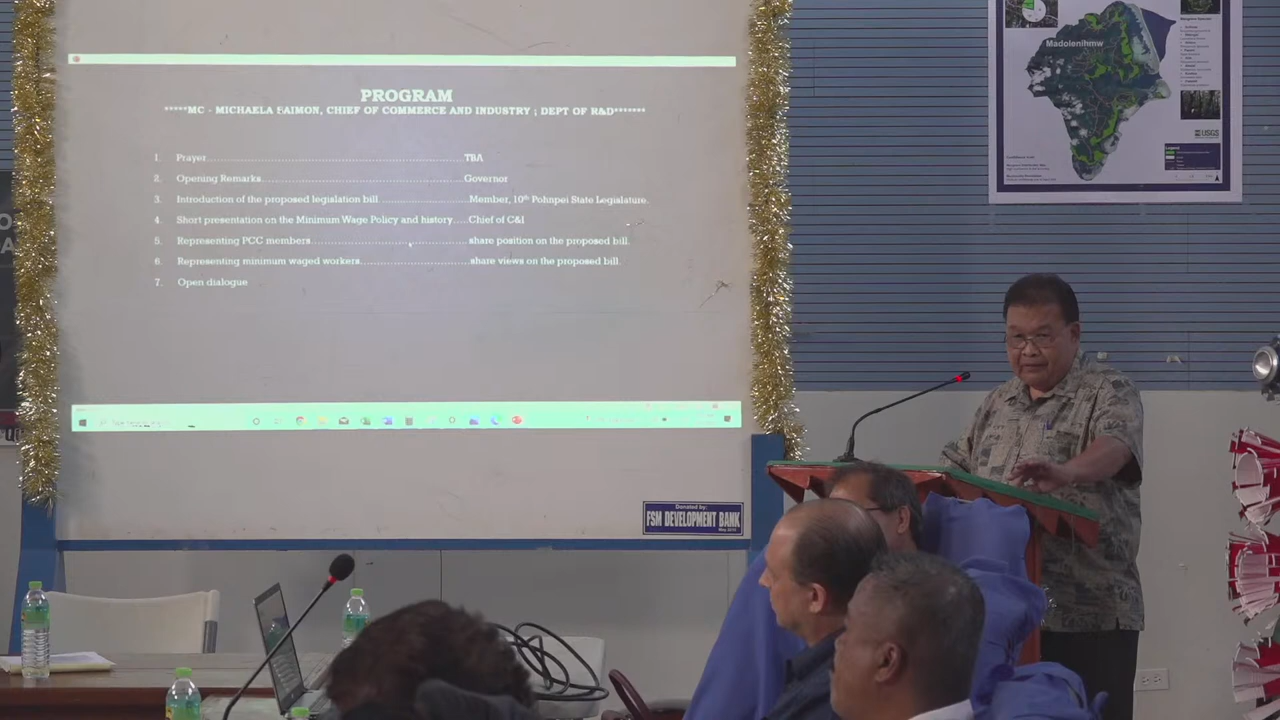 PROGRAM
*****MC - MICHAELA SAIMON, CHIEF OF COMMERCE AND INDUSTRY ; DEPT OF R&D*******
1. Prayer..........................................................................TBA
2. Opening Remarks..........................................................Governor
3. Introduction of the proposed legislation bill..........................Member, 10th Pohnpei State Legislature.
4. Short presentation on the Minimum Wage Policy and history.....Chief of C&I
5. Representing PCC members.............................................share position on the proposed bill.
6. Representing minimum waged workers...............................share views on the proposed bill.
7. Open dialogue
Donated by:
FSM DEVELOPMENT BANK
Madolenihmw
USGS